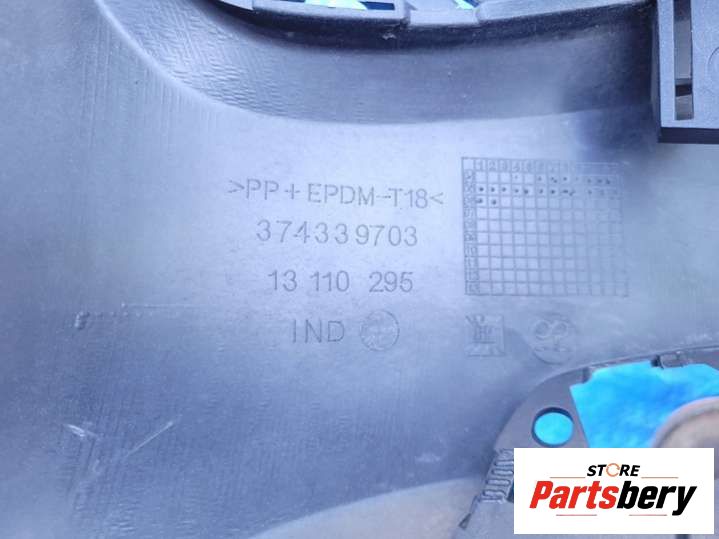 >PP+EPDM-T18<
374339703
13 110 295
IND
STORE
Partsbery